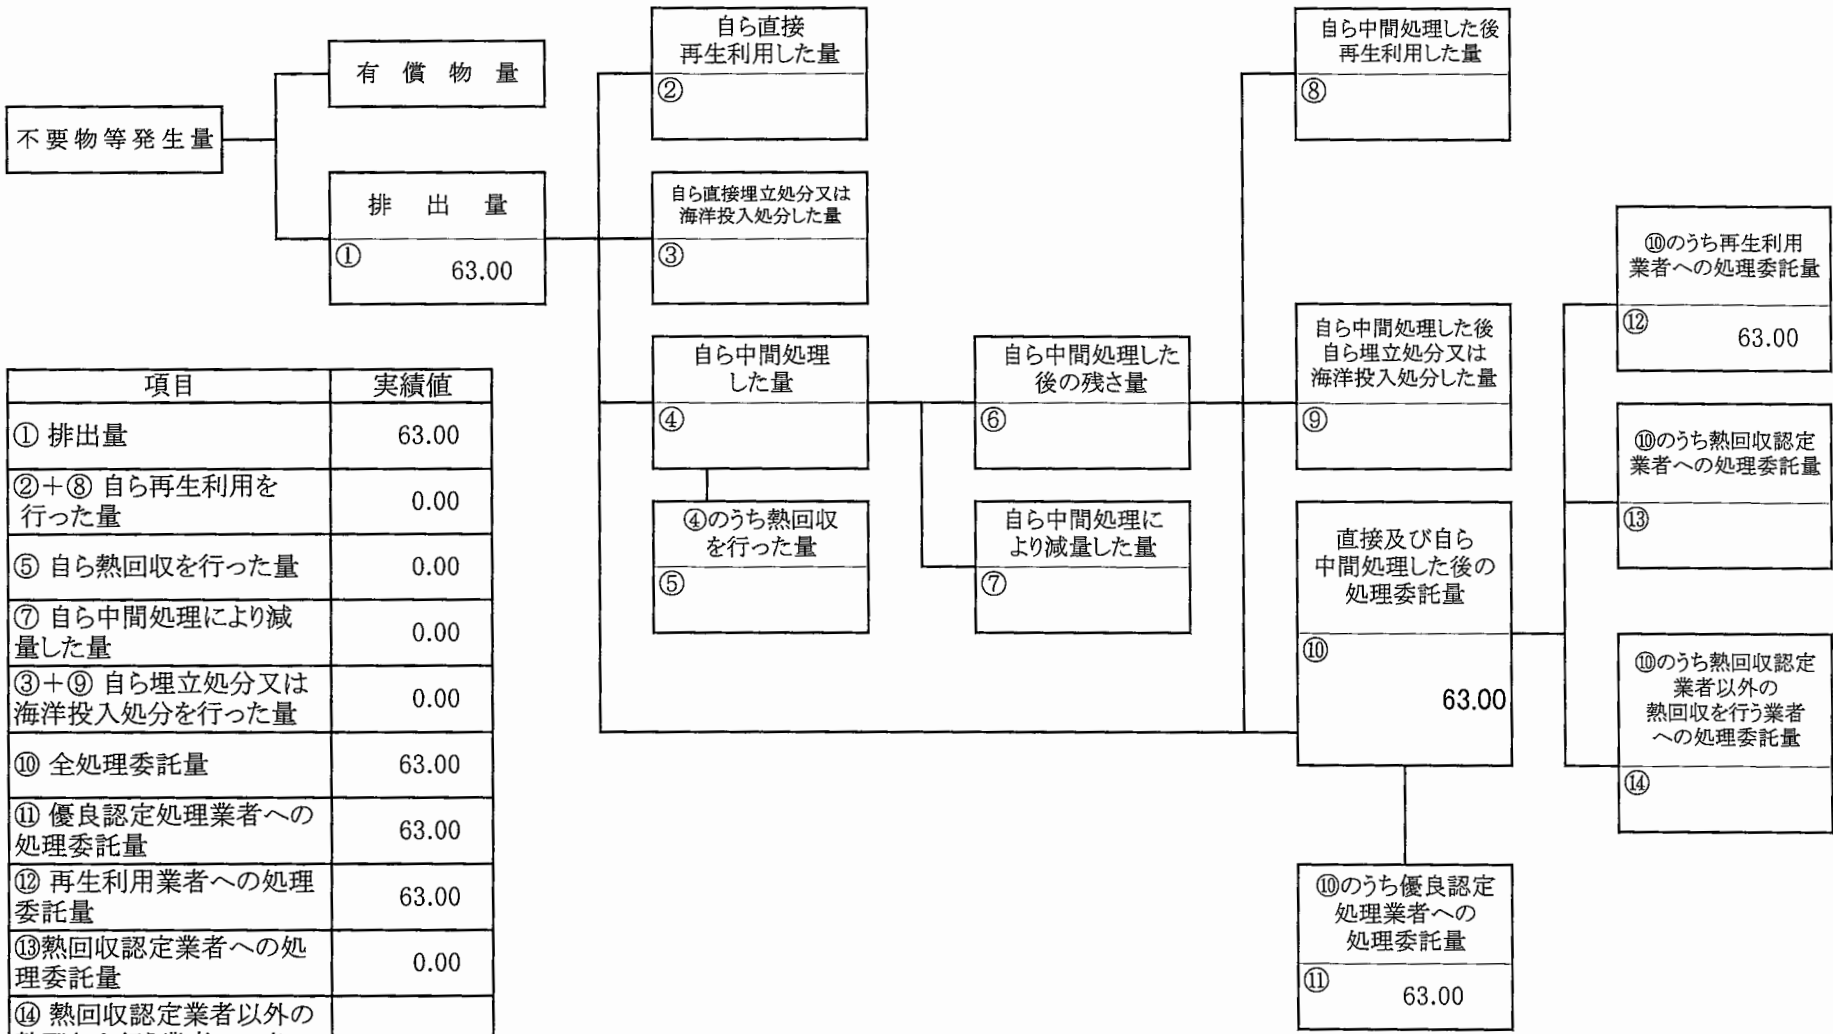 不要物等発生量
有償物量
排出量
①
63.00
自ら直接
再生利用した量
②
自ら直接埋立処分又は
海洋投入処分した量
③
自ら中間処理
した量
④
④のうち熱回収
を行った量
⑤
自ら中間処理した
後の残さ量
⑥
自ら中間処理に
より減量した量
⑦
自ら中間処理した後
再生利用した量
⑧
自ら中間処理した後
自ら埋立処分又は
海洋投入処分した量
⑨
直接及び自ら
中間処理した後の
処理委託量
⑩
63.00
⑩のうち優良認定
処理業者への
処理委託量
⑪
63.00
⑩のうち再生利用
業者への処理委託量
⑫
63.00
⑩のうち熱回収認定
業者への処理委託量
⑬
⑩のうち熱回収認定
業者以外の
熱回収を行う業者
への処理委託量
⑭
項目 実績値
① 排出量 63.00
②+⑧ 自ら再生利用を
行った量 0.00
⑤ 自ら熱回収を行った量 0.00
⑦ 自ら中間処理により減
量した量 0.00
③+⑨ 自ら埋立処分又は
海洋投入処分を行った量 0.00
⑩ 全処理委託量 63.00
⑪ 優良認定処理業者への
処理委託量 63.00
⑫ 再生利用業者への処理
委託量 63.00
⑬熱回収認定業者への処
理委託量 0.00
⑭ 熱回収認定業者以外の